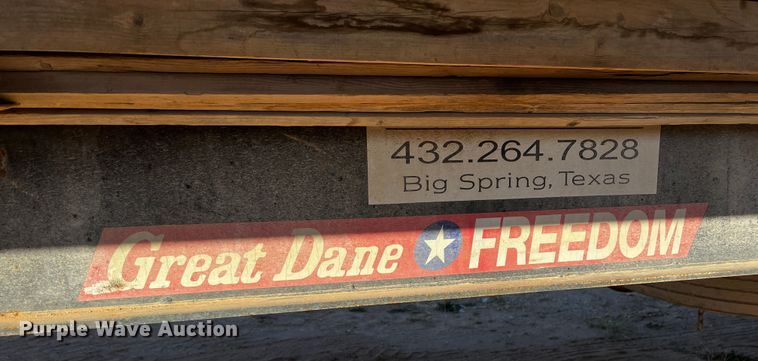 432.264.7828
Big Spring, Texas
Great Dane FREEDOM
Purple Wave Auction